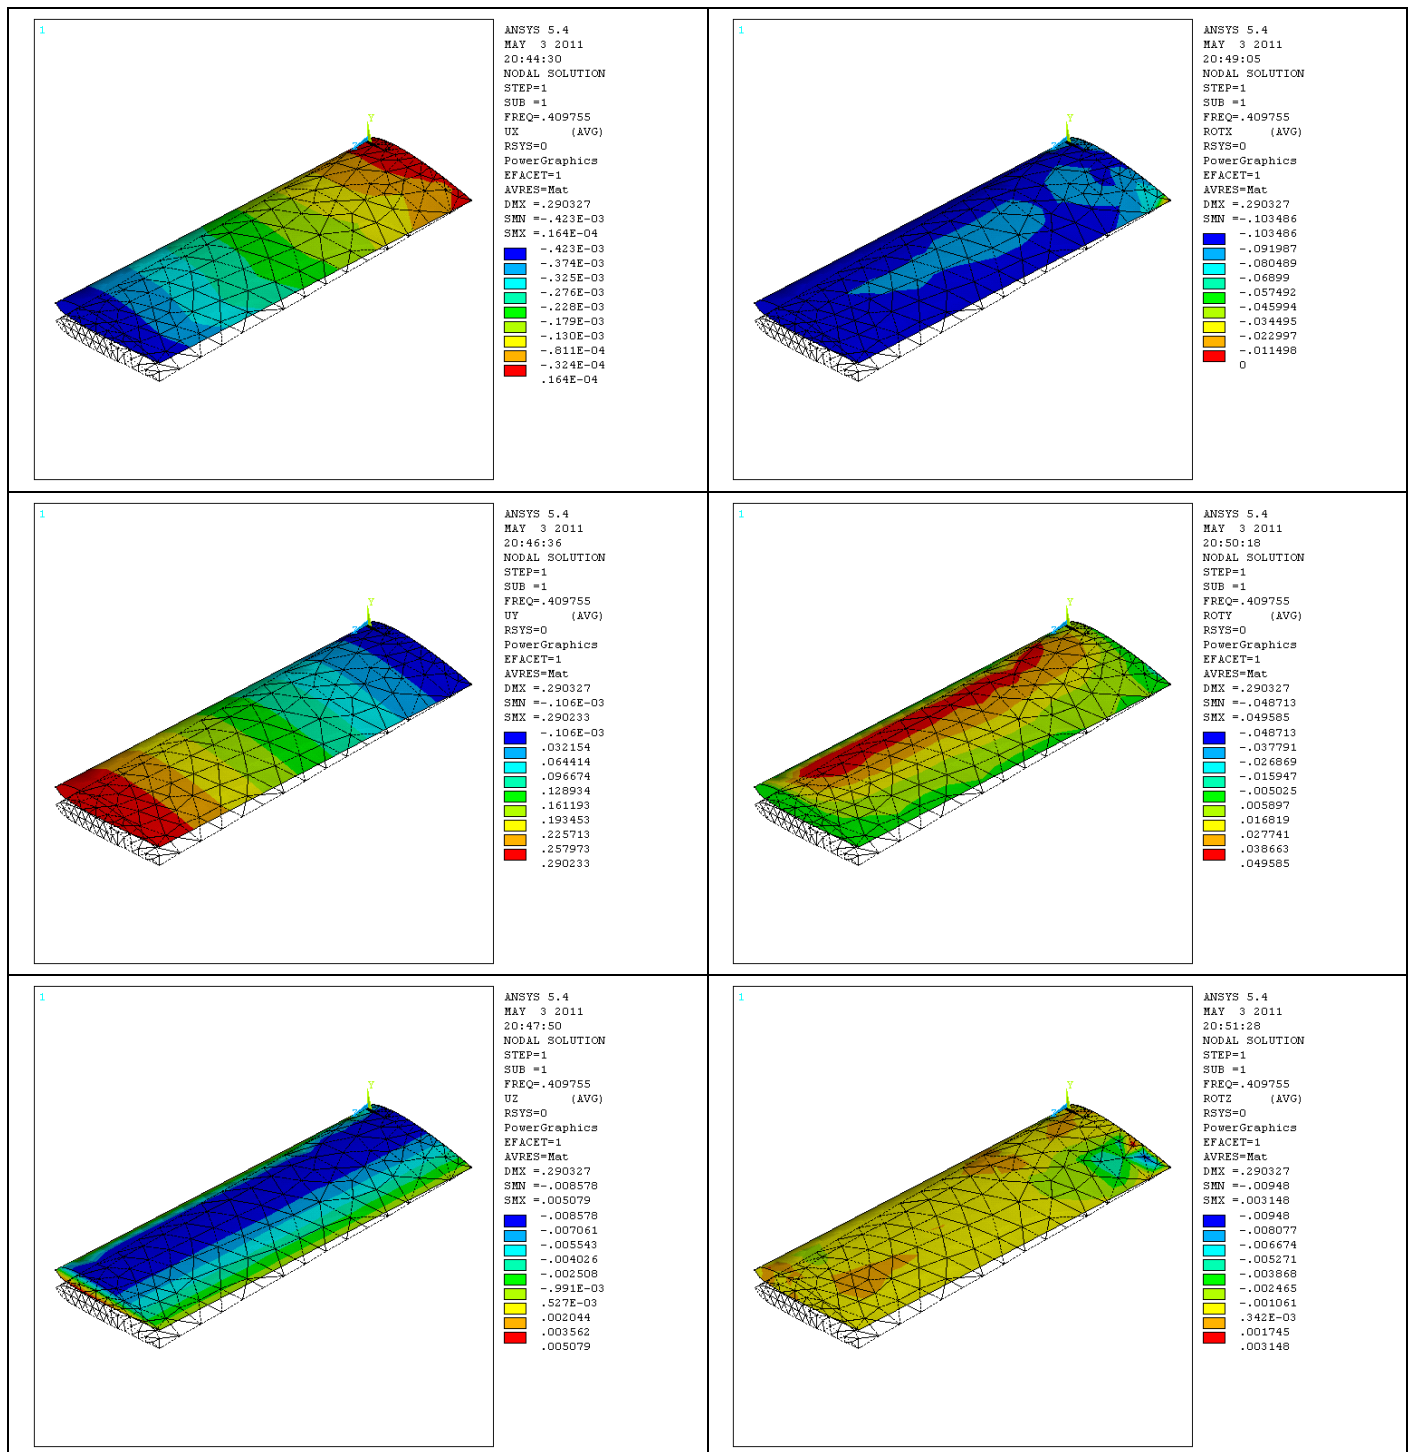 1
ANSYS 5.4
MAY  3 2011
20:44:30
NODAL SOLUTION
STEP=1
SUB =1
FREQ=.409755
UX       (AVG)
RSYS=0
PowerGraphics
EFACET=1
AVRES=Mat
DMX =.290327
SMN =-.423E-03
SMX =.164E-04
-.423E-03
-.374E-03
-.325E-03
-.276E-03
-.228E-03
-.179E-03
-.130E-03
-.811E-04
-.324E-04
.164E-04
Y
Z
1
ANSYS 5.4
MAY  3 2011
20:49:05
NODAL SOLUTION
STEP=1
SUB =1
FREQ=.409755
ROTX     (AVG)
RSYS=0
PowerGraphics
EFACET=1
AVRES=Mat
DMX =.290327
SMN =-.103486
-.103486
-.091987
-.080489
-.06899
-.057492
-.045994
-.034495
-.022997
-.011498
0
Y
Z
1
ANSYS 5.4
MAY  3 2011
20:46:36
NODAL SOLUTION
STEP=1
SUB =1
FREQ=.409755
UY       (AVG)
RSYS=0
PowerGraphics
EFACET=1
AVRES=Mat
DMX =.290327
SMN =-.106E-03
SMX =.290233
-.106E-03
.032154
.064414
.096674
.128934
.161193
.193453
.225713
.257973
.290233
Y
Z
1
ANSYS 5.4
MAY  3 2011
20:50:18
NODAL SOLUTION
STEP=1
SUB =1
FREQ=.409755
ROTY     (AVG)
RSYS=0
PowerGraphics
EFACET=1
AVRES=Mat
DMX =.290327
SMN =-.048713
SMX =.049585
-.048713
-.037791
-.026869
-.015947
-.005025
.005897
.016819
.027741
.038663
.049585
Y
Z
1
ANSYS 5.4
MAY  3 2011
20:47:50
NODAL SOLUTION
STEP=1
SUB =1
FREQ=.409755
UZ       (AVG)
RSYS=0
PowerGraphics
EFACET=1
AVRES=Mat
DMX =.290327
SMN =-.008578
SMX =.005079
-.008578
-.007061
-.005543
-.004026
-.002508
-.991E-03
.527E-03
.002044
.003562
.005079
Y
Z
1
ANSYS 5.4
MAY  3 2011
20:51:28
NODAL SOLUTION
STEP=1
SUB =1
FREQ=.409755
ROTZ     (AVG)
RSYS=0
PowerGraphics
EFACET=1
AVRES=Mat
DMX =.290327
SMN =-.00948
SMX =.003148
-.00948
-.008077
-.006674
-.005271
-.003868
-.002465
-.001061
.342E-03
.001745
.003148
Y
Z